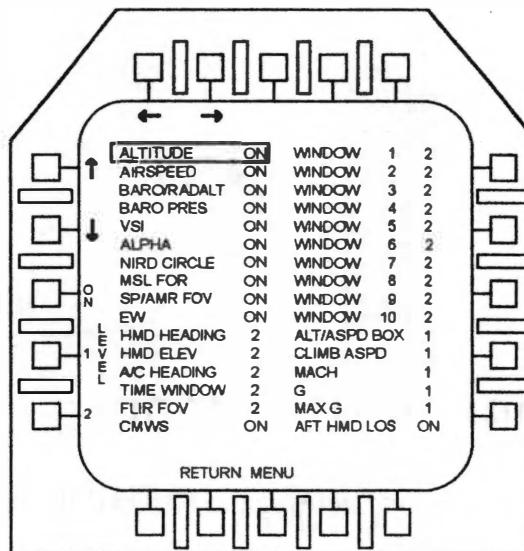 ← →
↑
↓
ALTITUDE ON WINDOW 1 2
AIRSPEED ON WINDOW 2 2
BARO/RADALT ON WINDOW 3 2
BARO PRES ON WINDOW 4 2
VSI ON WINDOW 5 2
ALPHA ON WINDOW 6 2
NIRD CIRCLE ON WINDOW 7 2
MSL FOR ON WINDOW 8 2
SP/AMR FOV ON WINDOW 9 2
EW ON WINDOW 10 2
HMD HEADING 2 ALT/ASPD BOX 1
HMD ELEV 2 CLIMB ASPD 1
A/C HEADING 2 MACH 1
TIME WINDOW 2 G 1
FLIR FOV 2 MAX G 1
CMWS ON AFT HMD LOS ON
ON
LEVEL
1
2
RETURN MENU